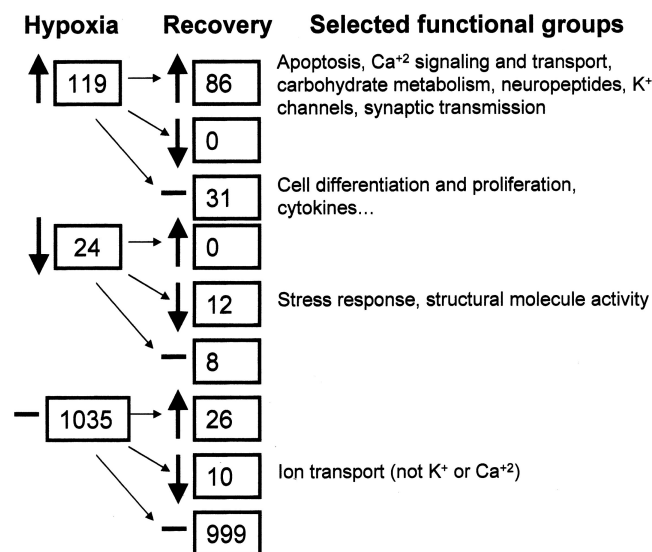 Hypoxia Recovery Selected functional groups
119 86 Apoptosis, Ca⁺² signaling and transport,
carbohydrate metabolism, neuropeptides, K⁺
channels, synaptic transmission
0
31 Cell differentiation and proliferation,
cytokines…
24 0
12 Stress response, structural molecule activity
8
1035 26
10 Ion transport (not K⁺ or Ca⁺²)
999